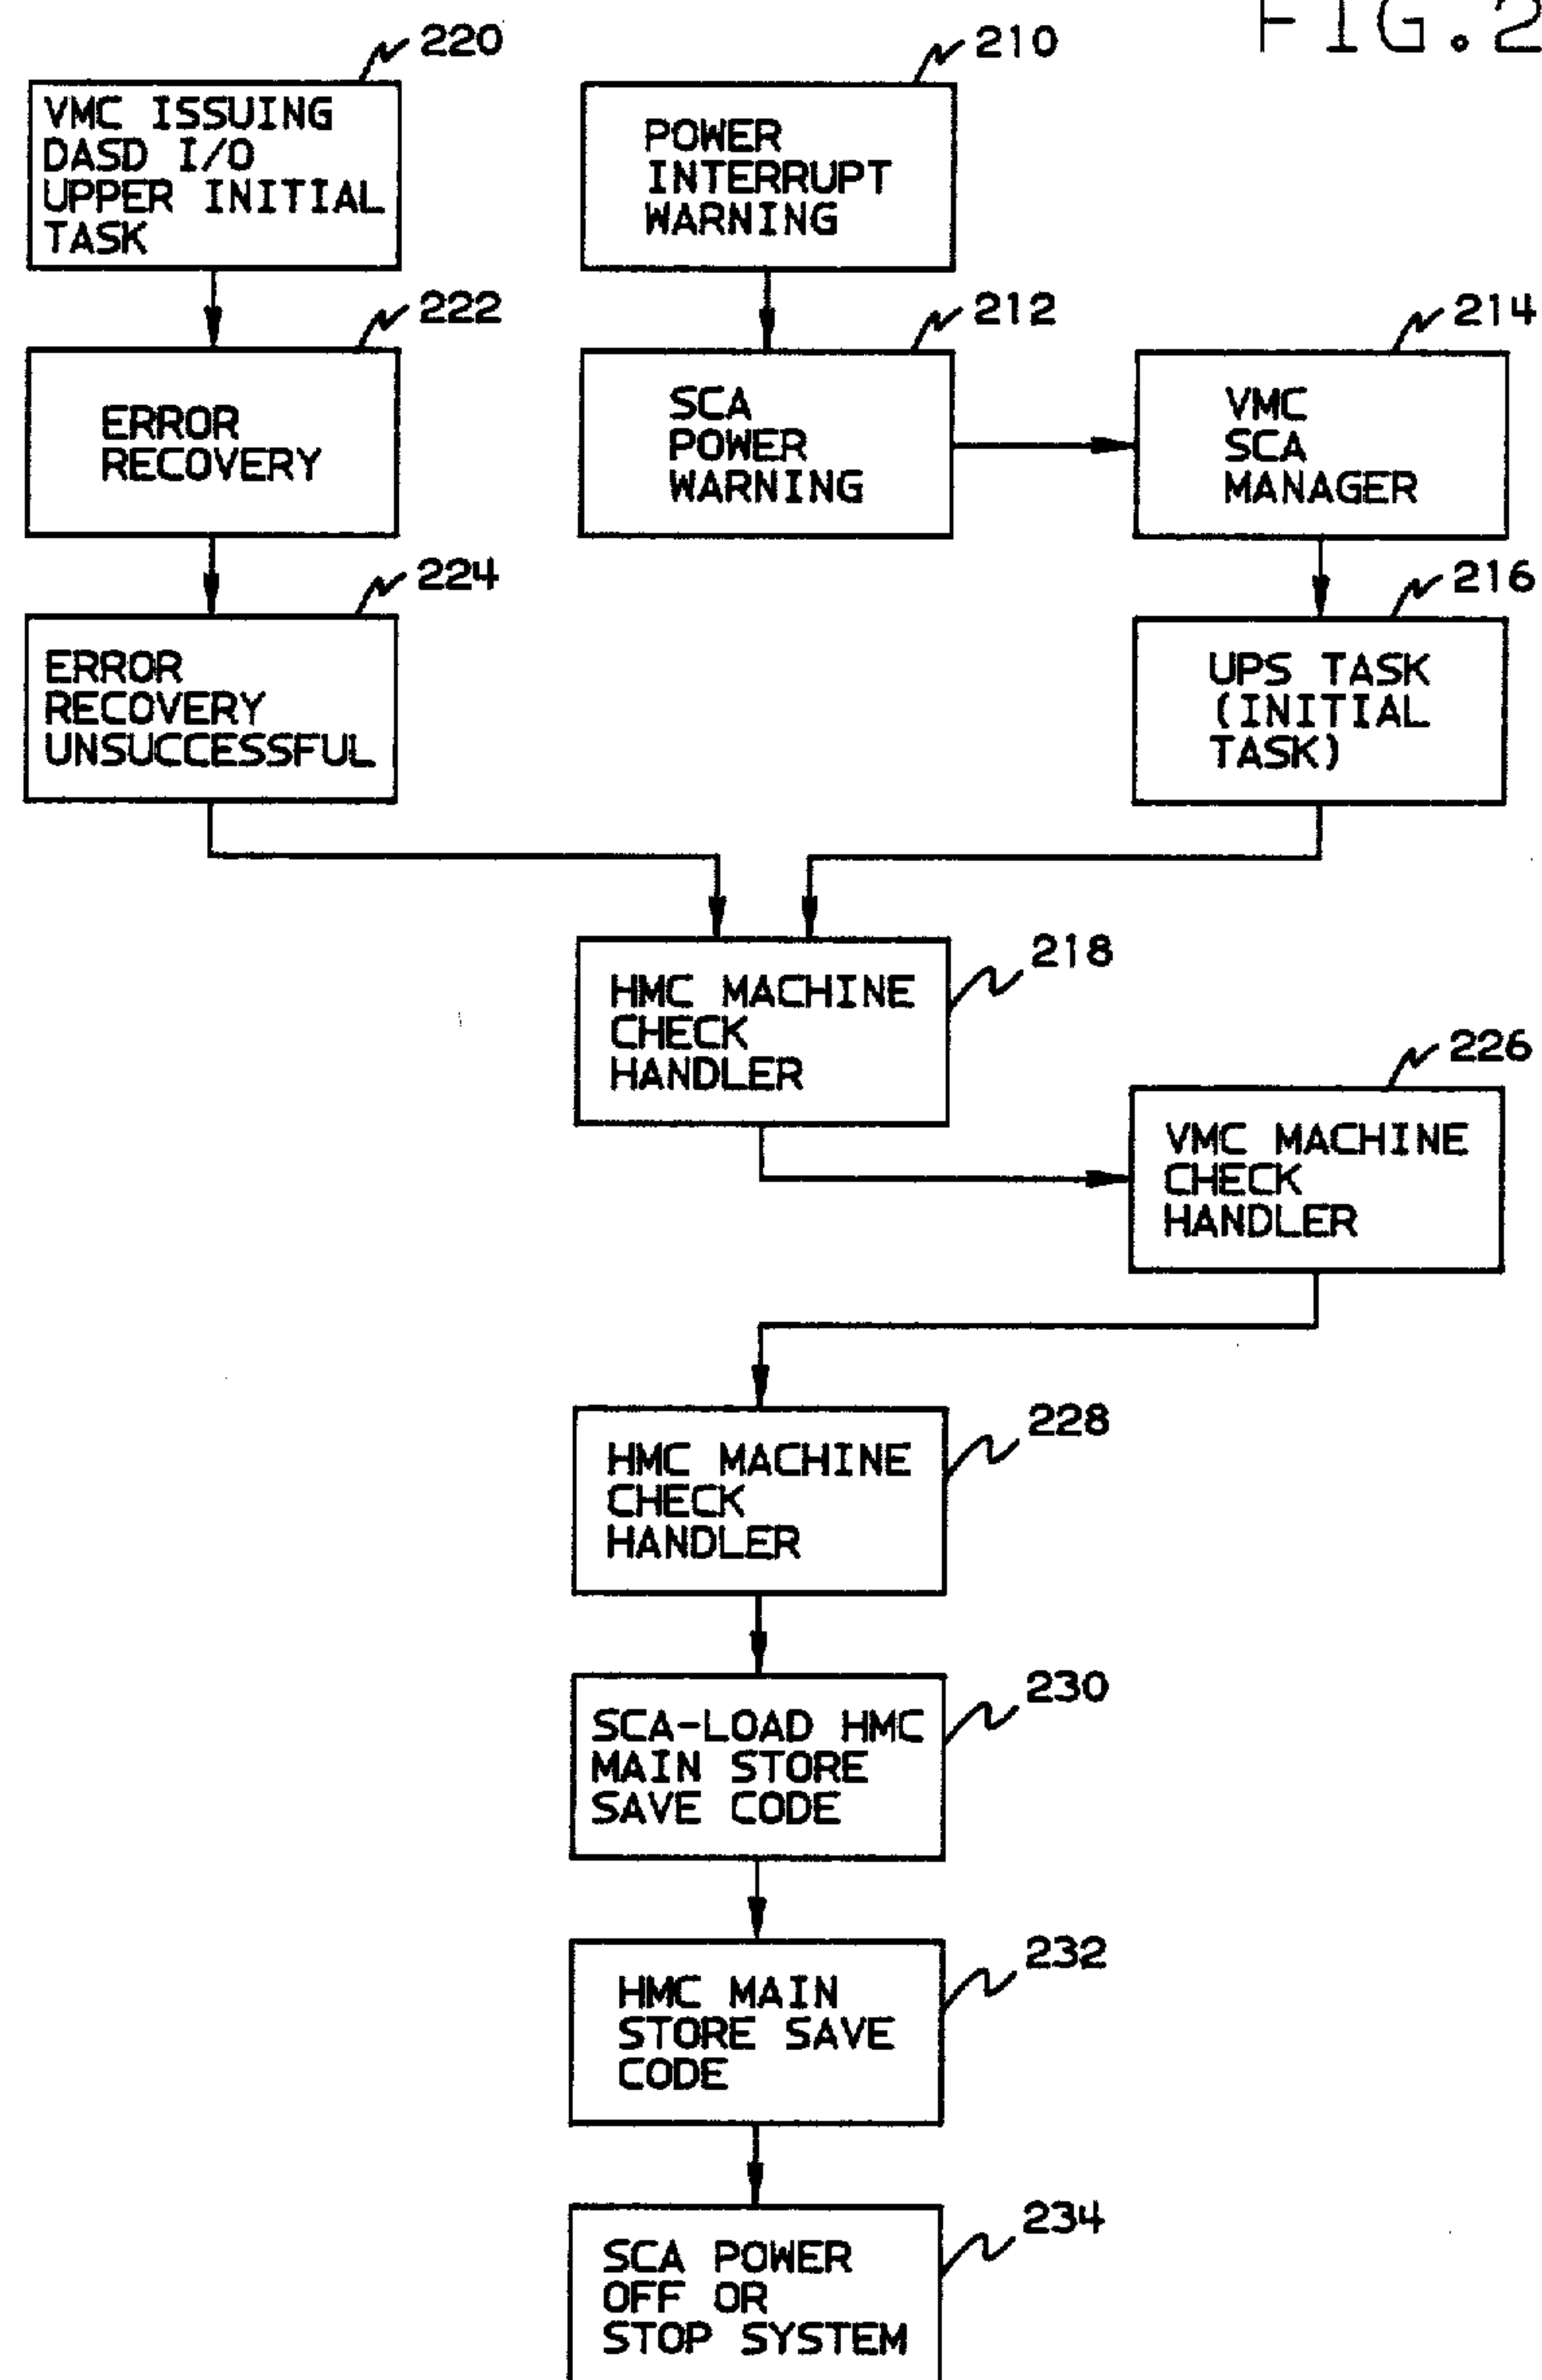 FIG.2
220
VMC ISSUING
DASD I/O
UPPER INITIAL
TASK
210
POWER
INTERRUPT
WARNING
222
ERROR
RECOVERY
212
SCA
POWER
WARNING
214
VMC
SCA
MANAGER
224
ERROR
RECOVERY
UNSUCCESSFUL
216
UPS TASK
(INITIAL
TASK)
218
HMC MACHINE
CHECK
HANDLER
226
VMC MACHINE
CHECK
HANDLER
228
HMC MACHINE
CHECK
HANDLER
230
SCA-LOAD HMC
MAIN STORE
SAVE CODE
232
HMC MAIN
STORE SAVE
CODE
234
SCA POWER
OFF OR
STOP SYSTEM